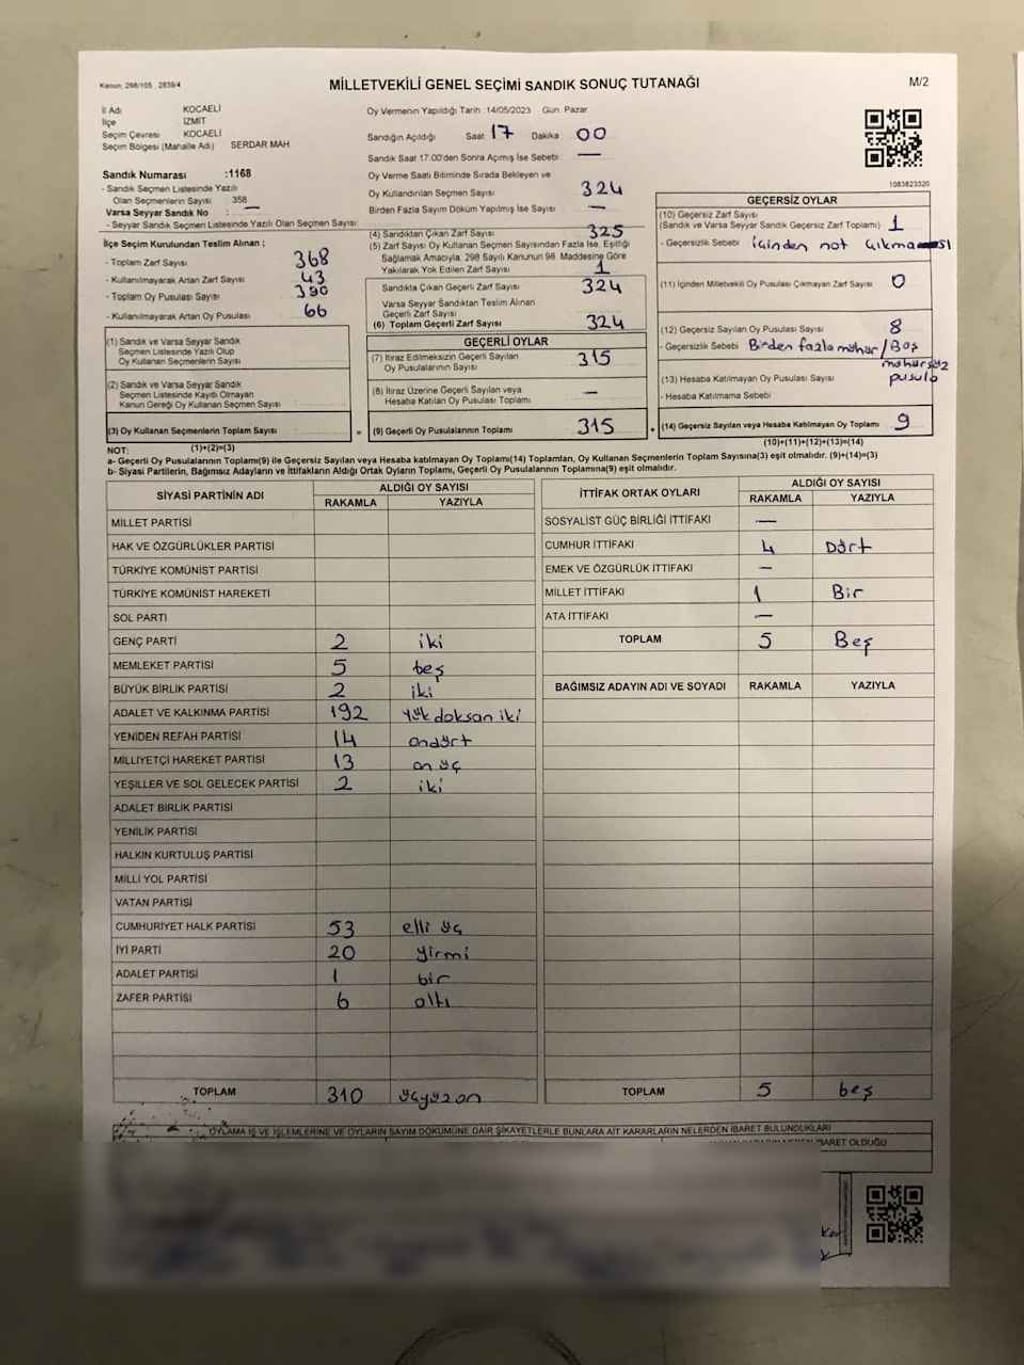 Kanun: 298/105 , 2839/4
MİLLETVEKİLİ GENEL SEÇİMİ SANDIK SONUÇ TUTANAĞI
M/2
İl Adı KOCAELİ
İlçe İZMİT
Seçim Çevresi KOCAELİ
Seçim Bölgesi (Mahalle Adı) SERDAR MAH
Sandık Numarası :1168
- Sandık Seçmen Listesinde Yazılı
Olan Seçmenlerin Sayısı 358
Varsa Seyyar Sandık No : —
- Seyyar Sandık Seçmen Listesinde Yazılı Olan Seçmen Sayısı:
İlçe Seçim Kurulundan Teslim Alınan ;
- Toplam Zarf Sayısı 368
- Kullanılmayarak Artan Zarf Sayısı 43
- Toplam Oy Pusulası Sayısı 390
- Kullanılmayarak Artan Oy Pusulası 66
(1) Sandık ve Varsa Seyyar Sandık
Seçmen Listesinde Yazılı Olup
Oy Kullanan Seçmenlerin Sayısı
(2) Sandık ve Varsa Seyyar Sandık
Seçmen Listesinde Kayıtlı Olmayan
Kanun Gereği Oy Kullanan Seçmen Sayısı
(3) Oy Kullanan Seçmenlerin Toplam Sayısı
(1)+(2)=(3)
Oy Vermenin Yapıldığı Tarih 14/05/2023 Gün: Pazar
Sandığın Açıldığı Saat 17 Dakika 00
Sandık Saat 17:00'den Sonra Açılmış İse Sebebi: —
Oy Verme Saati Bitiminde Sırada Bekleyen ve
Oy Kullandırılan Seçmen Sayısı 324
Birden Fazla Sayım Döküm Yapılmış İse Sayısı —
(4) Sandıktan Çıkan Zarf Sayısı 325
(5) Zarf Sayısı Oy Kullanan Seçmen Sayısından Fazla İse, Eşitliği
Sağlamak Amacıyla, 298 Sayılı Kanunun 98. Maddesine Göre
Yakılarak Yok Edilen Zarf Sayısı 1
Sandıkta Çıkan Geçerli Zarf Sayısı 324
Varsa Seyyar Sandıktan Teslim Alınan
Geçerli Zarf Sayısı
(6) Toplam Geçerli Zarf Sayısı 324
GEÇERLİ OYLAR
(7) İtiraz Edilmeksizin Geçerli Sayılan
Oy Pusulalarının Sayısı 315
(8) İtiraz Üzerine Geçerli Sayılan veya
Hesaba Katılan Oy Pusulası Toplamı —
(9) Geçerli Oy Pusulalarının Toplamı 315
1083823320
GEÇERSİZ OYLAR
(10) Geçersiz Zarf Sayısı
(Sandık ve Varsa Seyyar Sandık Geçersiz Zarf Toplamı) 1
- Geçersizlik Sebebi içinden not çıkması
(11) İçinden Milletvekili Oy Pusulası Çıkmayan Zarf Sayısı 0
(12) Geçersiz Sayılan Oy Pusulası Sayısı 8
- Geçersizlik Sebebi Birden fazla mühür / Boş
mühürsüz
pusula
(13) Hesaba Katılmayan Oy Pusulası Sayısı
- Hesaba Katılmama Sebebi
(14) Geçersiz Sayılan veya Hesaba Katılmayan Oy Toplamı 9
(10)+(11)+(12)+(13)=(14)
NOT:
a- Geçerli Oy Pusulalarının Toplamı(9) ile Geçersiz Sayılan veya Hesaba katılmayan Oy Toplamı(14) Toplamları, Oy Kullanan Seçmenlerin Toplam Sayısına(3) eşit olmalıdır. (9)+(14)=(3)
b- Siyasi Partilerin, Bağımsız Adayların ve İttifakların Aldığı Ortak Oyların Toplamı, Geçerli Oy Pusulalarının Toplamına(9) eşit olmalıdır.
SİYASİ PARTİNİN ADI ALDIĞI OY SAYISI
RAKAMLA YAZIYLA
MİLLET PARTİSİ
HAK VE ÖZGÜRLÜKLER PARTİSİ
TÜRKİYE KOMÜNİST PARTİSİ
TÜRKİYE KOMÜNİST HAREKETİ
SOL PARTİ
GENÇ PARTİ 2 iki
MEMLEKET PARTİSİ 5 beş
BÜYÜK BİRLİK PARTİSİ 2 iki
ADALET VE KALKINMA PARTİSİ 192 yüz doksan iki
YENİDEN REFAH PARTİSİ 14 ondört
MİLLİYETÇİ HAREKET PARTİSİ 13 on üç
YEŞİLLER VE SOL GELECEK PARTİSİ 2 iki
ADALET BİRLİK PARTİSİ
YENİLİK PARTİSİ
HALKIN KURTULUŞ PARTİSİ
MİLLİ YOL PARTİSİ
VATAN PARTİSİ
CUMHURİYET HALK PARTİSİ 53 elli üç
İYİ PARTİ 20 yirmi
ADALET PARTİSİ 1 bir
ZAFER PARTİSİ 6 altı
TOPLAM 310 üçyüzon
İTTİFAK ORTAK OYLARI ALDIĞI OY SAYISI
RAKAMLA YAZIYLA
SOSYALİST GÜÇ BİRLİĞİ İTTİFAKI —
CUMHUR İTTİFAKI 4 Dört
EMEK VE ÖZGÜRLÜK İTTİFAKI —
MİLLET İTTİFAKI 1 Bir
ATA İTTİFAKI —
TOPLAM 5 Beş
BAĞIMSIZ ADAYIN ADI VE SOYADI RAKAMLA YAZIYLA
TOPLAM 5 beş
OYLAMA İŞ VE İŞLEMLERİNE VE OYLARIN SAYIM DÖKÜMÜNE DAİR ŞİKAYETLERLE BUNLARA AİT KARARLARIN NELERDEN İBARET BULUNDUKLARI
İBARET OLDUĞU